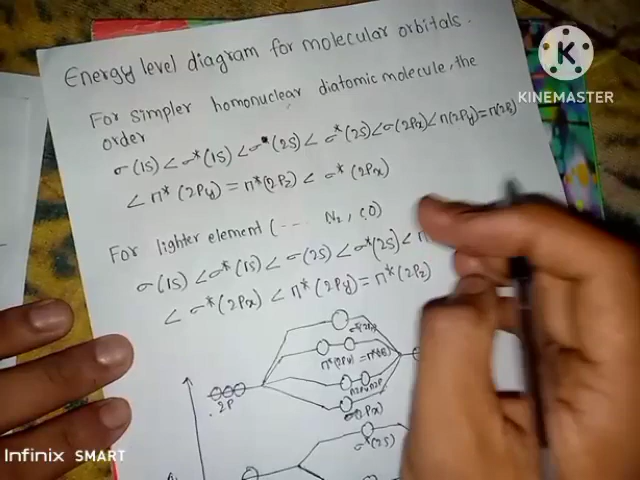 Energy level diagram for molecular orbitals.
For simpler homonuclear diatomic molecule, the
order
σ(1S) < σ*(1S) < σ (2S) < σ*(2S) < σ(2Px) < π(2Py) = π(2Pz)
< π*(2Py) = π*(2Pz) < σ*(2Px)
For lighter element (... N₂, CO)
σ(1S) < σ*(1S) < σ(2S) < σ*(2S) < π
< σ*(2Px) < π*(2Py) = π*(2Pz)
2P
σ(2Px)
σ*(2S)
K
KINEMASTER
Infinix SMART